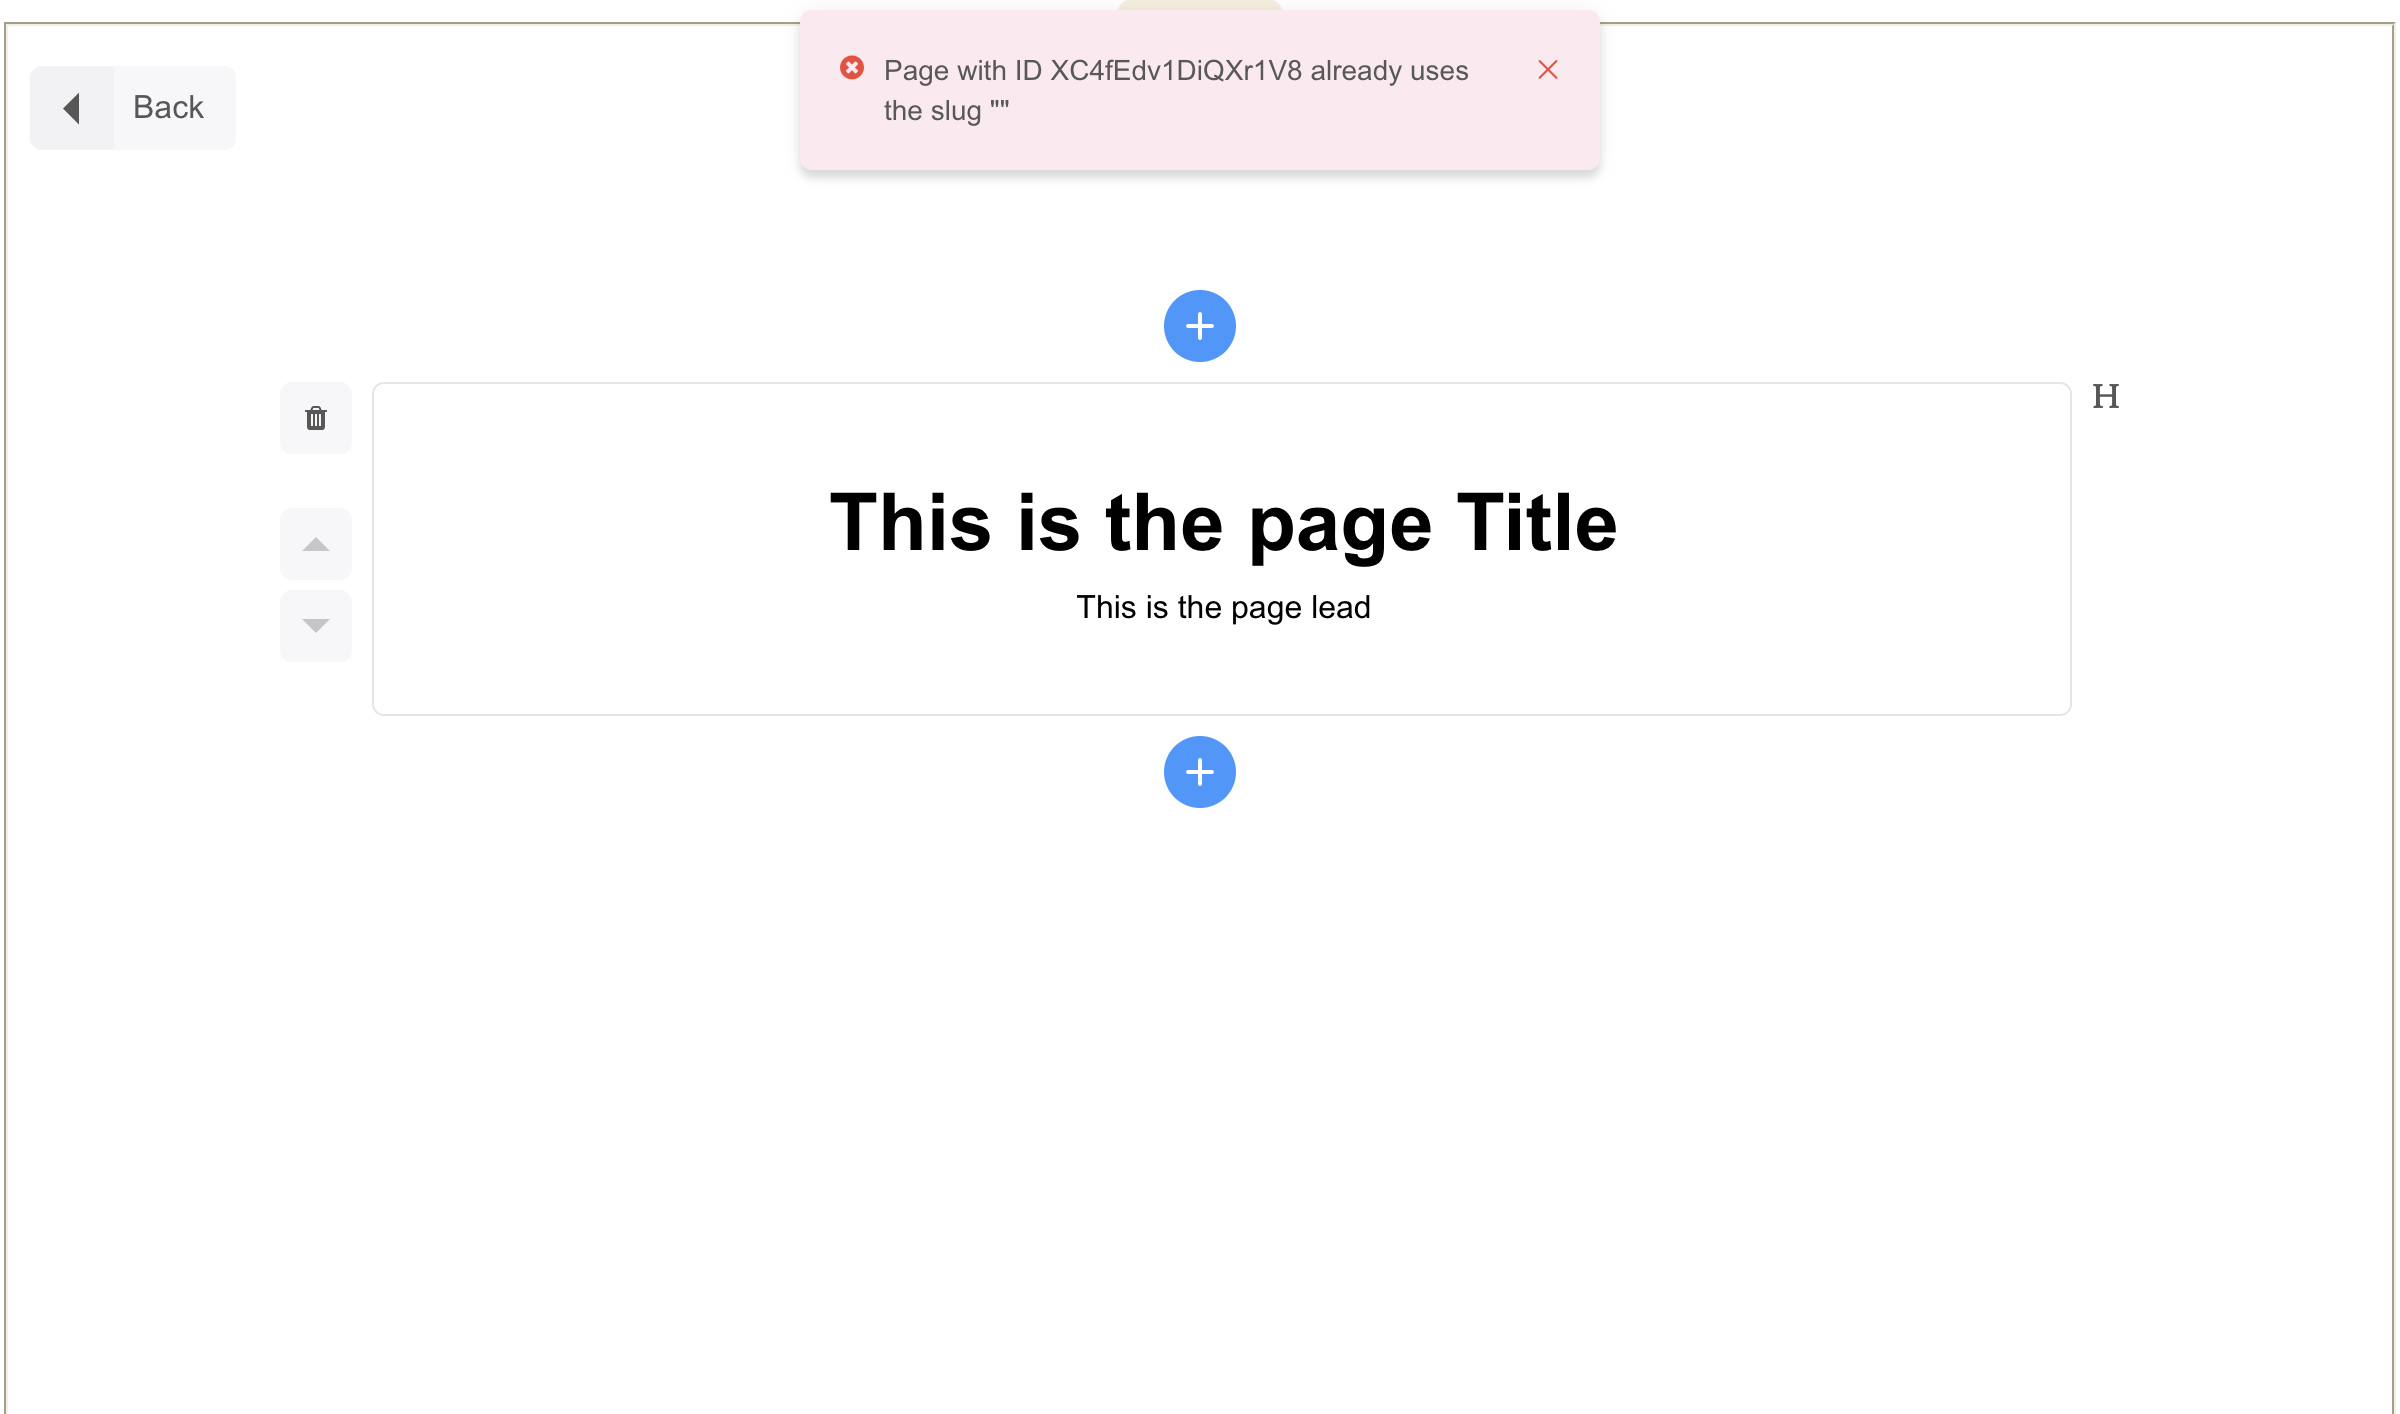 Page with ID XC4fEdv1DiQXr1V8 already uses
the slug ""
Back
H
This is the page Title
This is the page lead